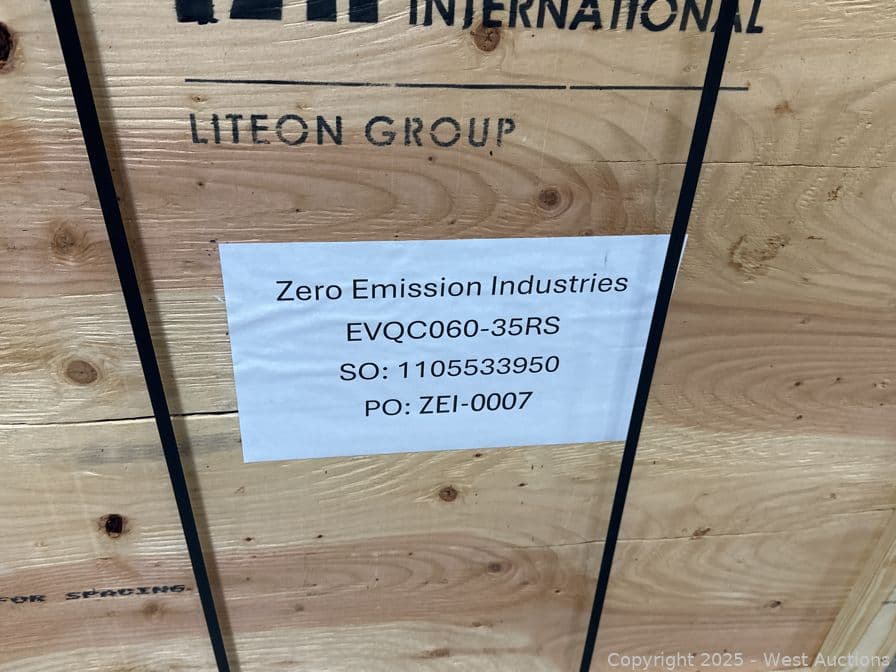 INTERNATIONAL
LITEON GROUP
Zero Emission Industries
EVQC060-35RS
SO: 1105533950
PO: ZEI-0007
FOR SPACING
Copyright 2025 - West Auctions